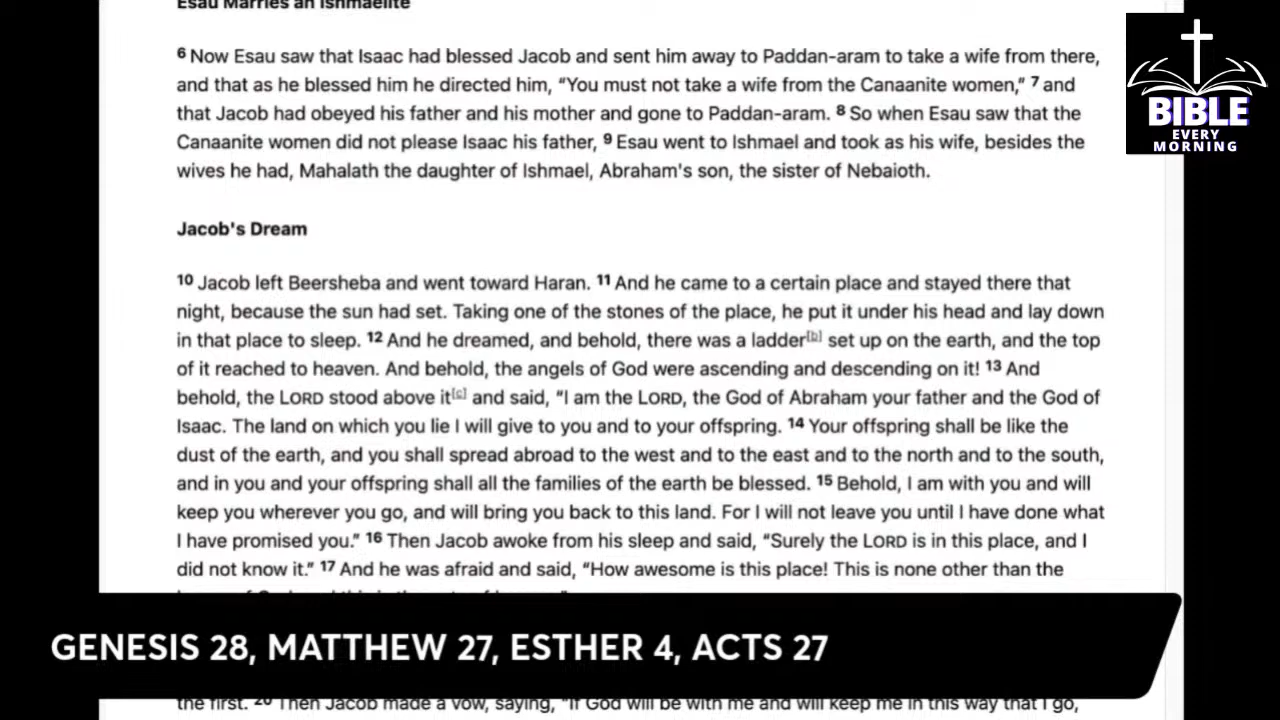 Esau Marries an Ishmaelite
6 Now Esau saw that Isaac had blessed Jacob and sent him away to Paddan-aram to take a wife from there,
and that as he blessed him he directed him, “You must not take a wife from the Canaanite women,” 7 and
that Jacob had obeyed his father and his mother and gone to Paddan-aram. 8 So when Esau saw that the
Canaanite women did not please Isaac his father, 9 Esau went to Ishmael and took as his wife, besides the
wives he had, Mahalath the daughter of Ishmael, Abraham's son, the sister of Nebaioth.
Jacob's Dream
10 Jacob left Beersheba and went toward Haran. 11 And he came to a certain place and stayed there that
night, because the sun had set. Taking one of the stones of the place, he put it under his head and lay down
in that place to sleep. 12 And he dreamed, and behold, there was a ladder[b] set up on the earth, and the top
of it reached to heaven. And behold, the angels of God were ascending and descending on it! 13 And
behold, the LORD stood above it[c] and said, “I am the LORD, the God of Abraham your father and the God of
Isaac. The land on which you lie I will give to you and to your offspring. 14 Your offspring shall be like the
dust of the earth, and you shall spread abroad to the west and to the east and to the north and to the south,
and in you and your offspring shall all the families of the earth be blessed. 15 Behold, I am with you and will
keep you wherever you go, and will bring you back to this land. For I will not leave you until I have done what
I have promised you.” 16 Then Jacob awoke from his sleep and said, “Surely the LORD is in this place, and I
did not know it.” 17 And he was afraid and said, “How awesome is this place! This is none other than the
the first. 20 Then Jacob made a vow, saying, “If God will be with me and will keep me in this way that I go,
GENESIS 28, MATTHEW 27, ESTHER 4, ACTS 27
BIBLE
EVERY
MORNING